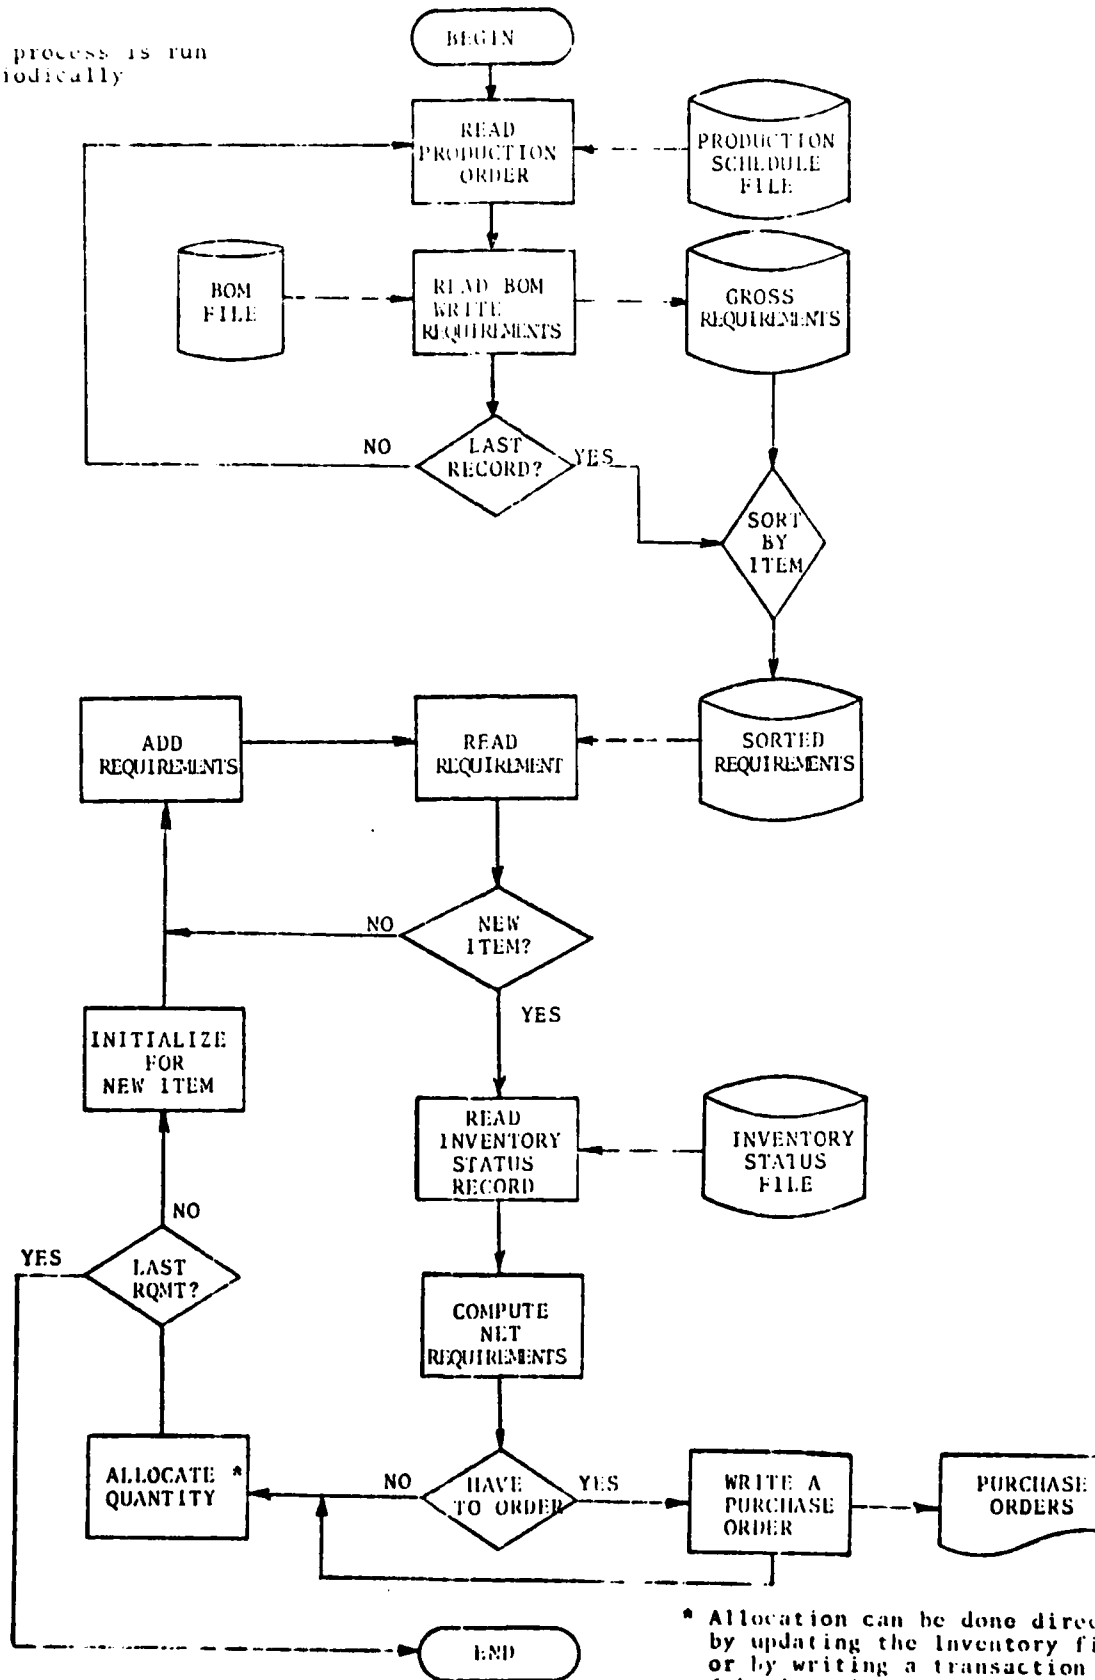 BEGIN
process is run
iodically
READ
PRODUCTION
ORDER
PRODUCTION
SCHEDULE
FILE
BOM
FILE
READ BOM
WRITE
REQUIREMENTS
GROSS
REQUIREMENTS
NO
LAST
RECORD?
YES
SORT
BY
ITEM
ADD
REQUIREMENTS
READ
REQUIREMENT
SORTED
REQUIREMENTS
NO
NEW
ITEM?
YES
INITIALIZE
FOR
NEW ITEM
READ
INVENTORY
STATUS
RECORD
INVENTORY
STATUS
FILE
NO
YES
LAST
RQMT?
COMPUTE
NET
REQUIREMENTS
ALLOCATE *
QUANTITY
NO
HAVE
TO ORDER
YES
WRITE A
PURCHASE
ORDER
PURCHASE
ORDERS
END
* Allocation can be done direc
by updating the Inventory fi
or by writing a transaction